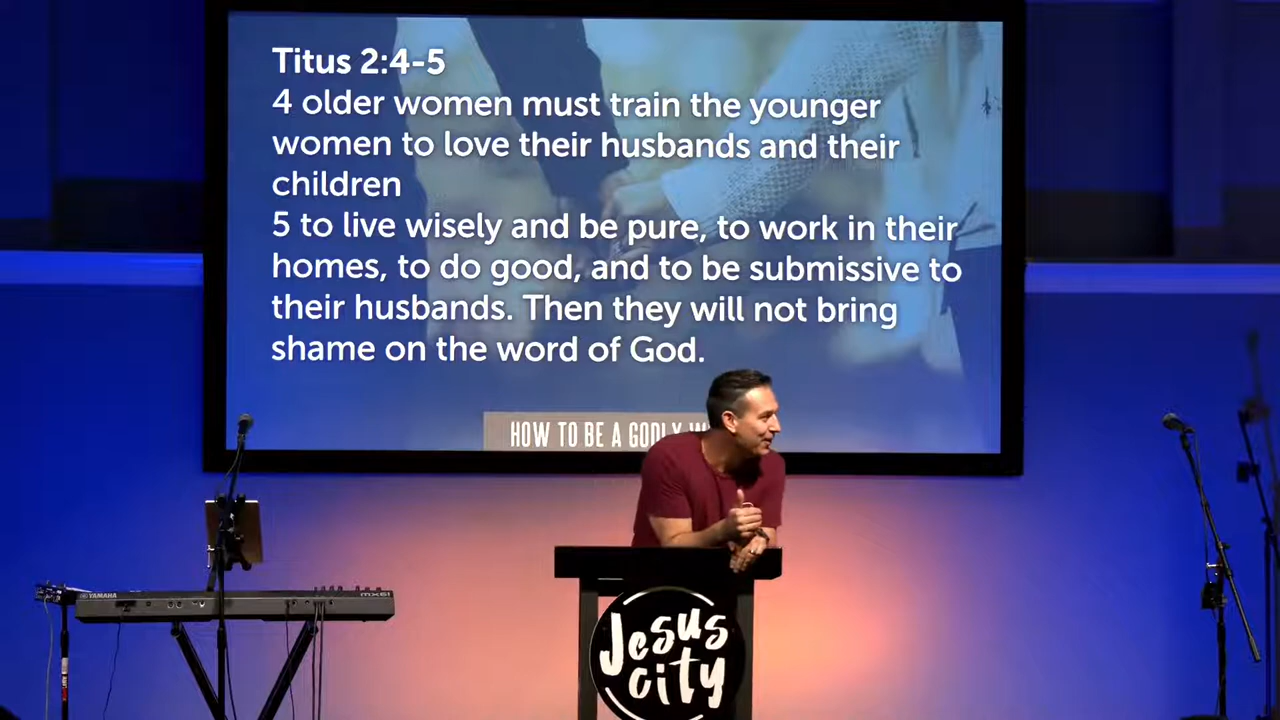 Titus 2:4-5
4 older women must train the younger
women to love their husbands and their
children
5 to live wisely and be pure, to work in their
homes, to do good, and to be submissive to
their husbands. Then they will not bring
shame on the word of God.
HOW TO BE A GODLY
YAMAHA
MX61
Jesus
city